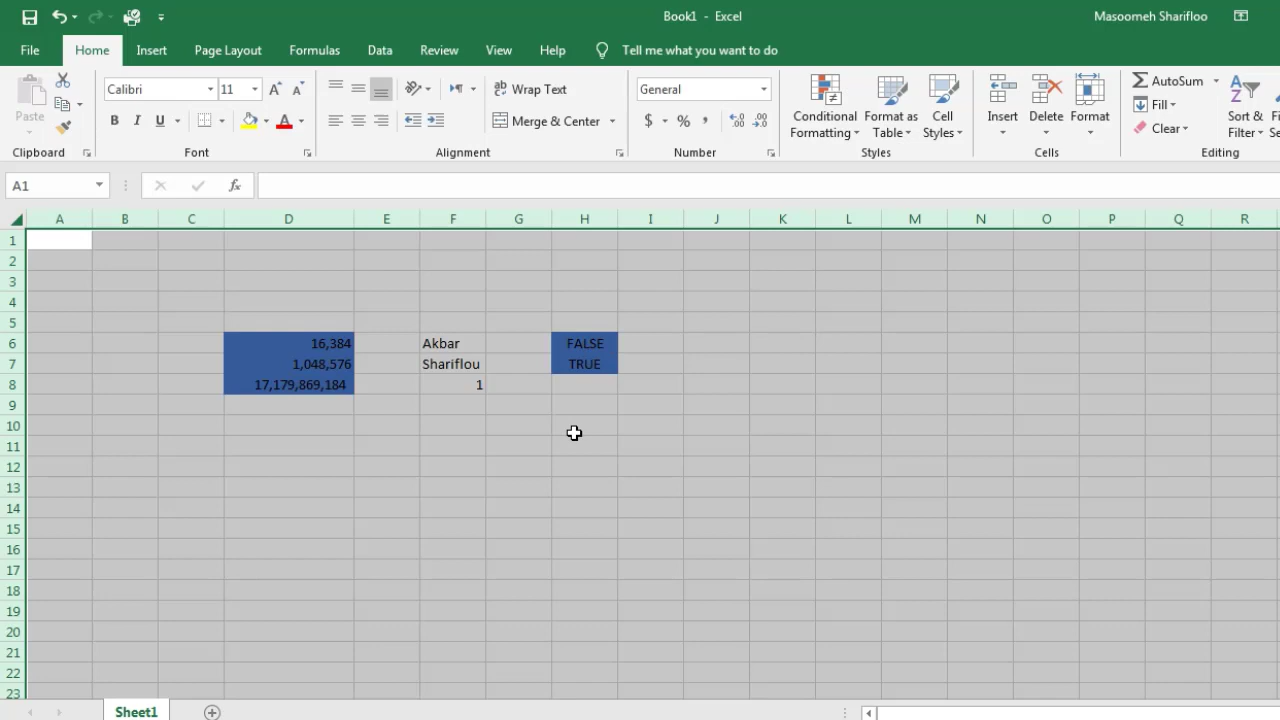 Book1 - Excel
Masoomeh Sharifloo
File Home Insert Page Layout Formulas Data Review View Help Tell me what you want to do
Paste
Calibri 11
B I U A
Wrap Text
Merge & Center
General
$ % ,
Conditional Formatting
Format as Table
Cell Styles
Insert
Delete
Format
AutoSum
Fill
Clear
Sort & Filter
Clipboard Font Alignment Number Styles Cells Editing
A1 fx
A B C D E F G H I J K L M N O P Q R
1
2
3
4
5
6 16,384 Akbar FALSE
7 1,048,576 Shariflou TRUE
8 17,179,869,184 1
9
10
11
12
13
14
15
16
17
18
19
20
21
22
23
Sheet1